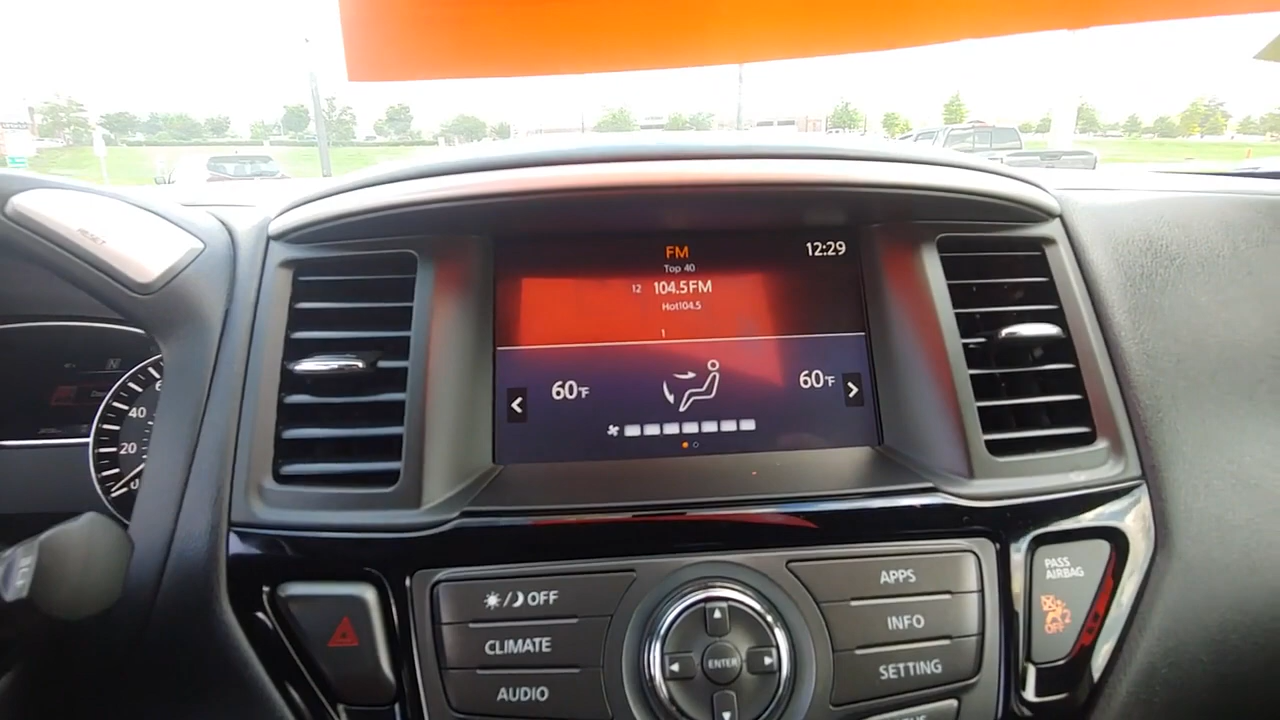 FM
12:29
Top 40
12 104.5FM
Hot104.5
1
60°F
60°F
40
20
0
PASS
AIRBAG
OFF
OFF
CLIMATE
AUDIO
ENTER
APPS
INFO
SETTING